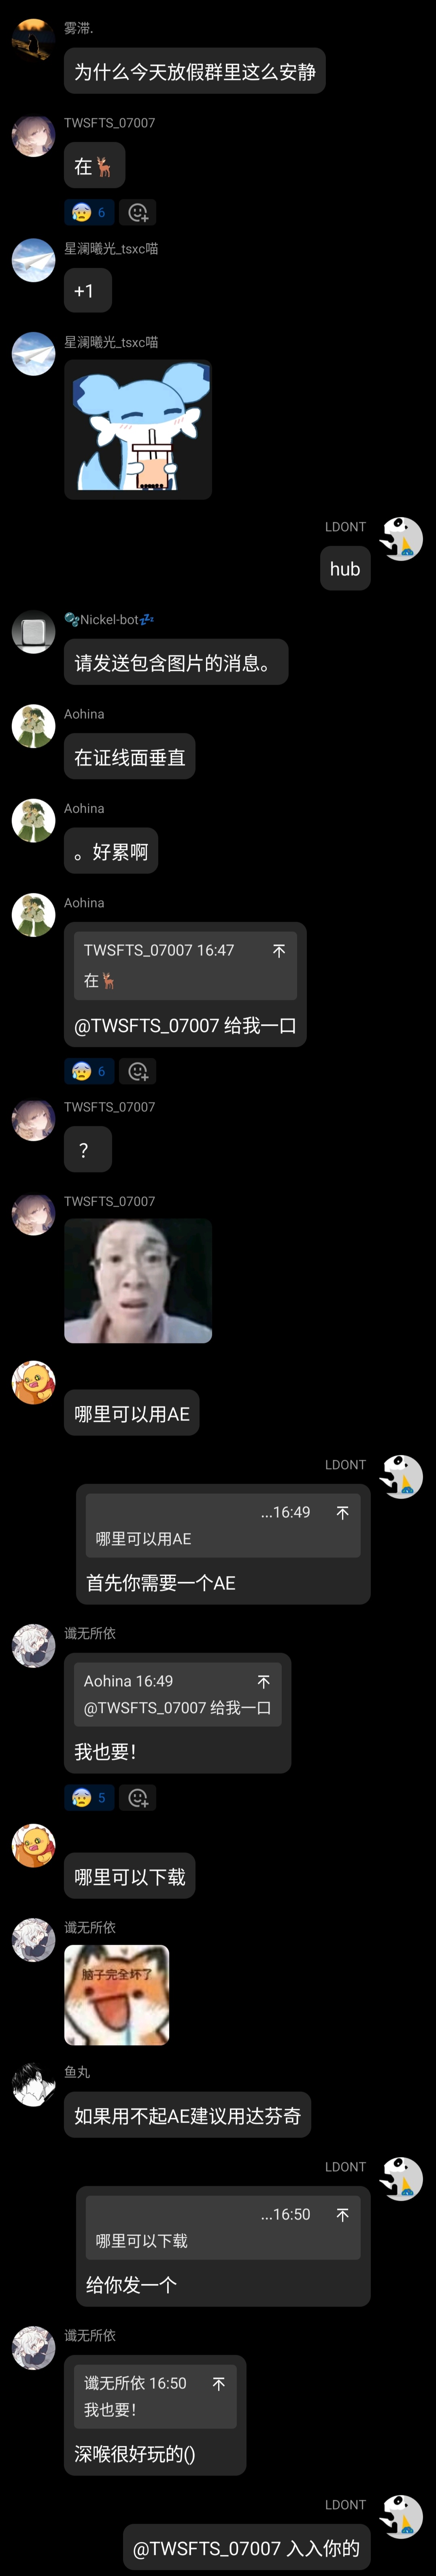 雾滞.
为什么今天放假群里这么安静
TWSFTS_07007
在🦌
😰 6
星澜曦光_tsxc喵
+1
星澜曦光_tsxc喵
LDONT
hub
🫧Nickel-bot💤
请发送包含图片的消息。
Aohina
在证线面垂直
Aohina
。好累啊
Aohina
TWSFTS_07007 16:47
在🦌
@TWSFTS_07007 给我一口
😰 6
TWSFTS_07007
？
TWSFTS_07007
哪里可以用AE
LDONT
...16:49
哪里可以用AE
首先你需要一个AE
谶无所依
Aohina 16:49
@TWSFTS_07007 给我一口
我也要！
😰 5
哪里可以下载
谶无所依
脑子完全坏了
鱼丸
如果用不起AE建议用达芬奇
LDONT
...16:50
哪里可以下载
给你发一个
谶无所依
谶无所依 16:50
我也要！
深喉很好玩的()
LDONT
@TWSFTS_07007 入入你的